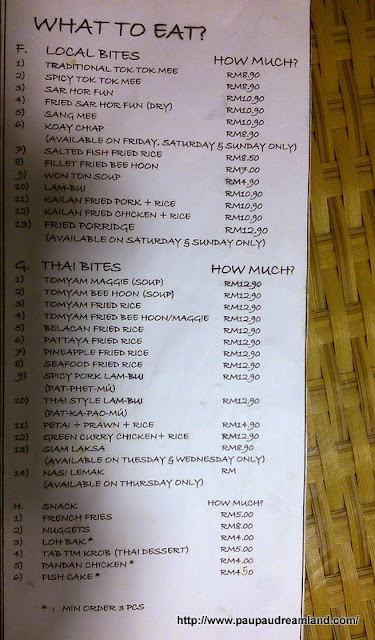 WHAT TO EAT?
F. LOCAL BITES HOW MUCH?
1) TRADITIONAL TOK TOK MEE RM8.90
2) SPICY TOK TOK MEE RM8.90
3) SAR HOR FUN RM10.90
4) FRIED SAR HOR FUN (DRY) RM10.90
5) SANG MEE RM10.90
6) KOAY CHIAP RM8.90
(AVAILABLE ON FRIDAY, SATURDAY & SUNDAY ONLY)
7) SALTED FISH FRIED RICE RM8.50
8) FILLET FRIED BEE HOON RM7.00
9) WON TON SOUP RM4.90
10) LAM-BUI RM10.90
11) KAILAN FRIED PORK + RICE RM10.90
12) KAILAN FRIED CHICKEN + RICE RM10.90
13) FRIED PORRIDGE RM12.90
(AVAILABLE ON SATURDAY & SUNDAY ONLY)
G. THAI BITES HOW MUCH?
1) TOMYAM MAGGIE (SOUP) RM12.90
2) TOMYAM BEE HOON (SOUP) RM12.90
3) TOMYAM FRIED RICE RM12.90
4) TOMYAM FRIED BEE HOON/MAGGIE RM12.90
5) BELACAN FRIED RICE RM12.90
6) PATTAYA FRIED RICE RM12.90
7) PINEAPPLE FRIED RICE RM12.90
8) SEAFOOD FRIED RICE RM12.90
9) SPICY PORK LAM-BUI RM12.90
(PAT-PHET-MÚ)
10) THAI STYLE LAM-BUI RM12.90
(PAT-KA-PAO-MÚ)
11) PETAI + PRAWN + RICE RM14.90
12) GREEN CURRY CHICKEN + RICE RM12.90
13) SIAM LAKSA RM8.90
(AVAILABLE ON TUESDAY & WEDNESDAY ONLY)
14) NASI LEMAK RM
(AVAILABLE ON THURSDAY ONLY)
H. SNACK HOW MUCH?
1) FRENCH FRIES RM5.00
2) NUGGETS RM8.00
3) LOH BAK * RM4.00
4) TAB TIM KROB (THAI DESSERT) RM5.00
5) PANDAN CHICKEN * RM4.00
6) FISH CAKE * RM4.50
* : MIN ORDER 3 PCS
http://www.paupaudreamland.com/